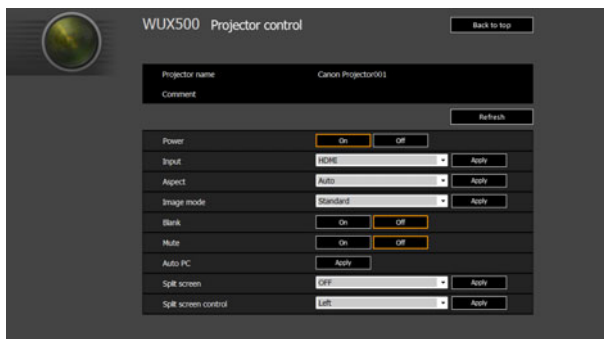 WUX500 Projector control Back to top
Projector name Canon Projector001
Comment
Refresh
Power On Off
Input HDMI Apply
Aspect Auto Apply
Image mode Standard Apply
Blank On Off
Mute On Off
Auto PC Apply
Split screen OFF Apply
Split screen control Left Apply